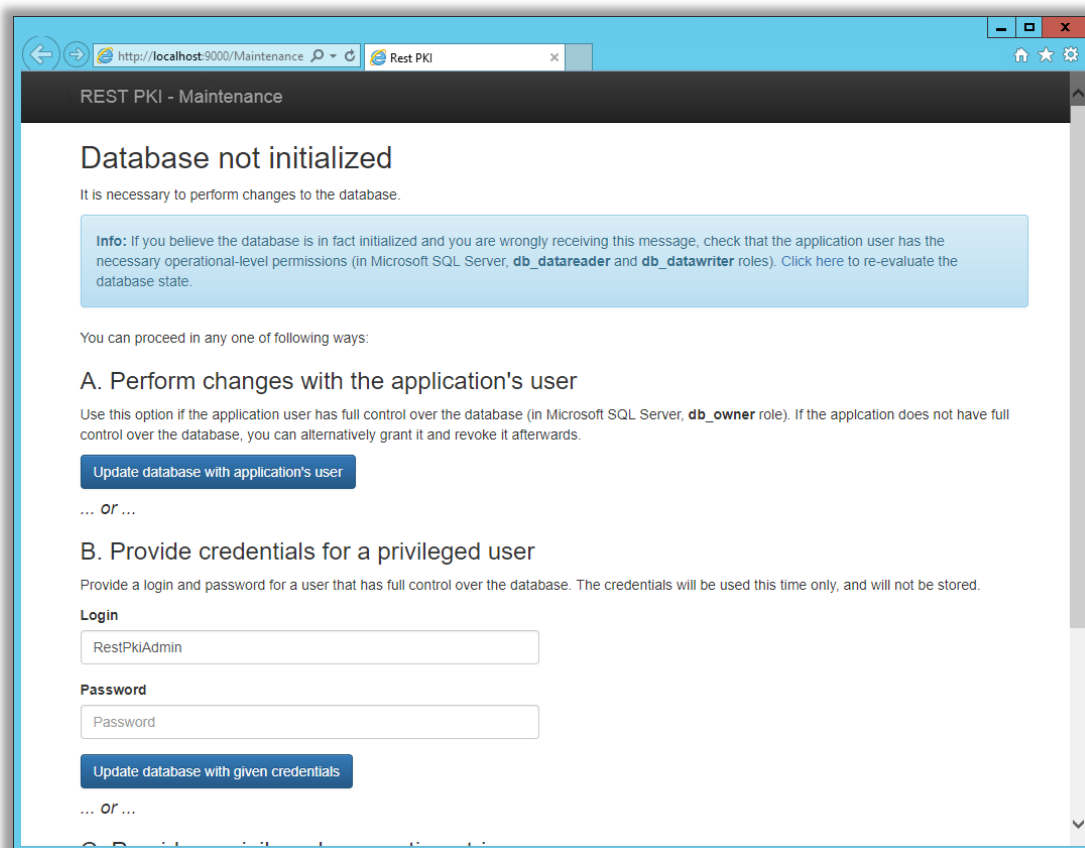 http://localhost:9000/Maintenance
Rest PKI
REST PKI - Maintenance
Database not initialized
It is necessary to perform changes to the database.
Info: If you believe the database is in fact initialized and you are wrongly receiving this message, check that the application user has the
necessary operational-level permissions (in Microsoft SQL Server, db_datareader and db_datawriter roles). Click here to re-evaluate the
database state.
You can proceed in any one of following ways:
A. Perform changes with the application's user
Use this option if the application user has full control over the database (in Microsoft SQL Server, db_owner role). If the applcation does not have full
control over the database, you can alternatively grant it and revoke it afterwards.
Update database with application's user
... or ...
B. Provide credentials for a privileged user
Provide a login and password for a user that has full control over the database. The credentials will be used this time only, and will not be stored.
Login
RestPkiAdmin
Password
Password
Update database with given credentials
... or ...